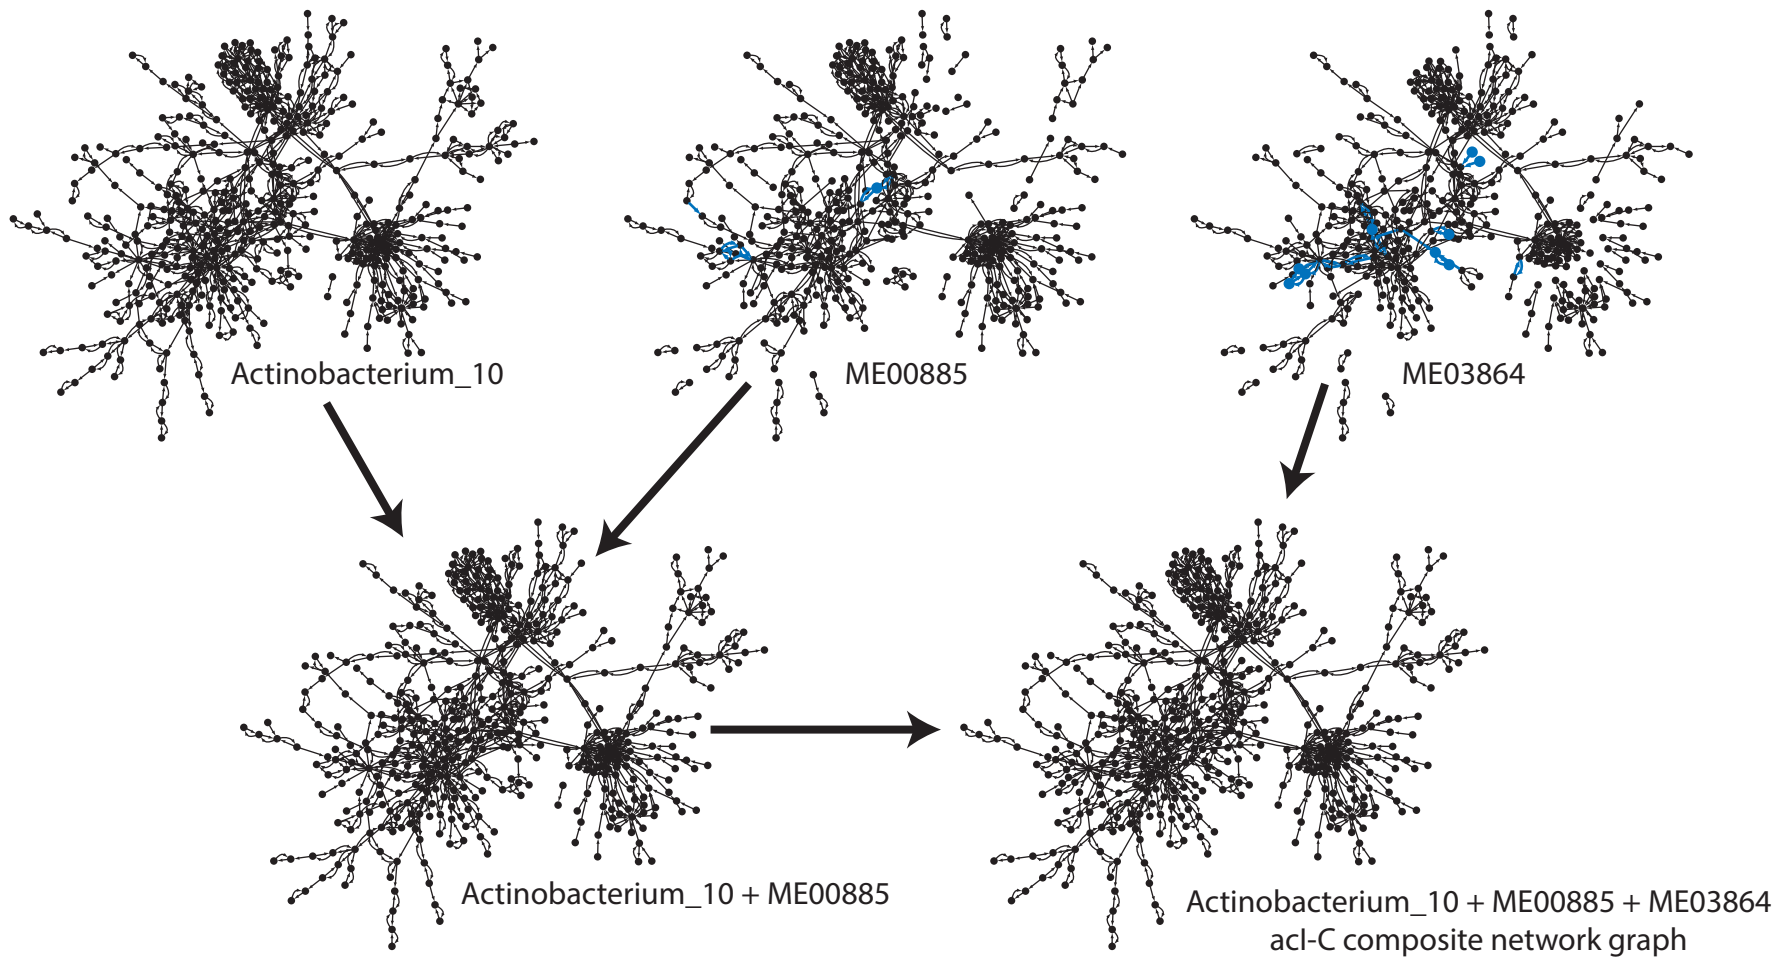 Actinobacterium_10
ME00885
ME03864
Actinobacterium_10 + ME00885
Actinobacterium_10 + ME00885 + ME03864
acI-C composite network graph